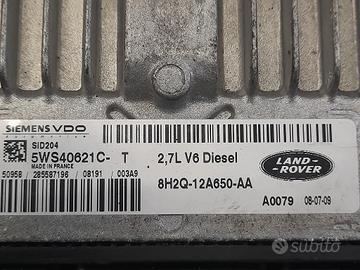 SIEMENS VDO
Automotive
SID204
5WS40621C- T
MADE IN FRANCE
2,7L V6 Diesel
LAND-
ROVER
50958 / 285587196 / 08191 / 003A9
8H2Q-12A650-AA
A0079 08-07-09
subito